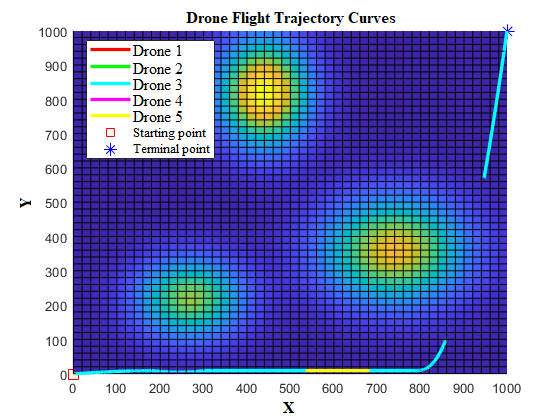 Drone Flight Trajectory Curves
Drone 1
Drone 2
Drone 3
Drone 4
Drone 5
Starting point
Terminal point
1000
900
800
700
600
500
400
300
200
100
0
Y
0 100 200 300 400 500 600 700 800 900 1000
X